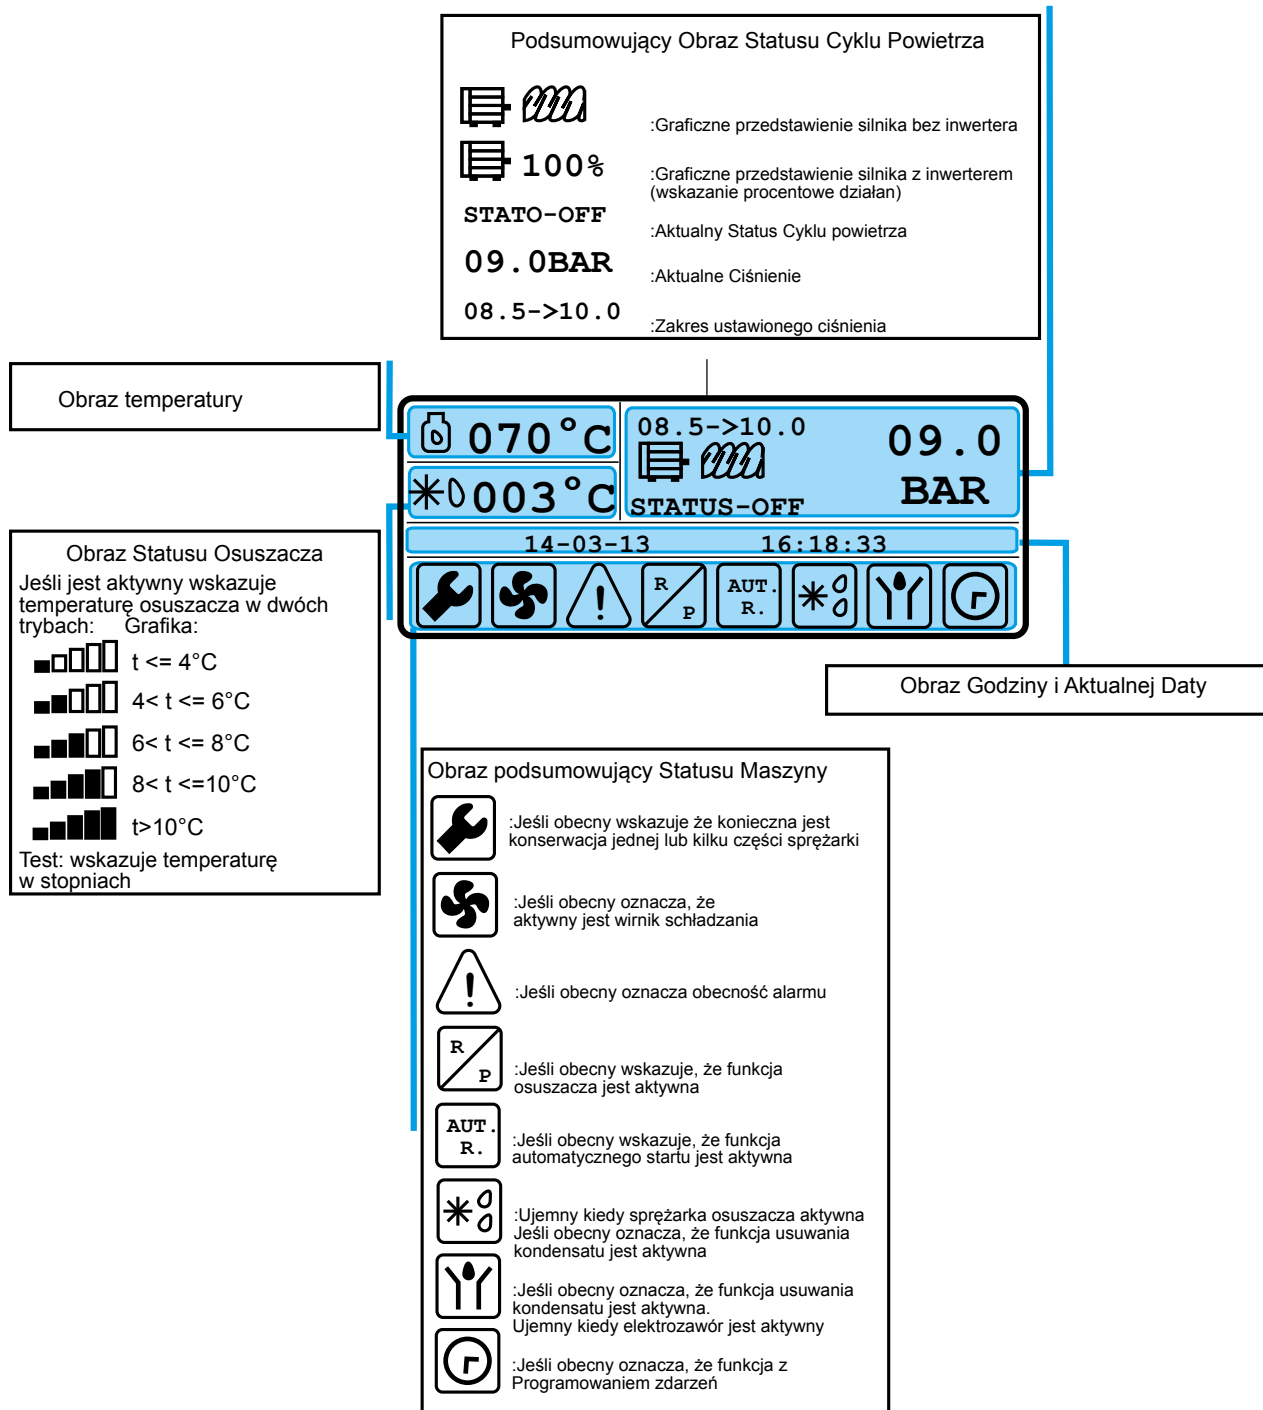 Podsumowujący Obraz Statusu Cyklu Powietrza
:Graficzne przedstawienie silnika bez inwertera
100%
:Graficzne przedstawienie silnika z inwerterem
(wskazanie procentowe działan)
STATO-OFF
:Aktualny Status Cyklu powietrza
09.0BAR
:Aktualne Ciśnienie
08.5->10.0
:Zakres ustawionego ciśnienia
Obraz temperatury
070°C
08.5->10.0
09.0
BAR
003°C
STATUS-OFF
14-03-13 16:18:33
R
P
AUT.
R.
Obraz Statusu Osuszacza
Jeśli jest aktywny wskazuje
temperaturę osuszacza w dwóch
trybach: Grafika:
t <= 4°C
4< t <= 6°C
6< t <= 8°C
8< t <=10°C
t>10°C
Test: wskazuje temperaturę
w stopniach
Obraz Godziny i Aktualnej Daty
Obraz podsumowujący Statusu Maszyny
:Jeśli obecny wskazuje że konieczna jest
konserwacja jednej lub kilku części sprężarki
:Jeśli obecny oznacza, że
aktywny jest wirnik schładzania
:Jeśli obecny oznacza obecność alarmu
R
P
:Jeśli obecny wskazuje, że funkcja
osuszacza jest aktywna
AUT.
R.
:Jeśli obecny wskazuje, że funkcja
automatycznego startu jest aktywna
:Ujemny kiedy sprężarka osuszacza aktywna
Jeśli obecny oznacza, że funkcja usuwania
kondensatu jest aktywna
:Jeśli obecny oznacza, że funkcja usuwania
kondensatu jest aktywna.
Ujemny kiedy elektrozawór jest aktywny
:Jeśli obecny oznacza, że funkcja z
Programowaniem zdarzeń